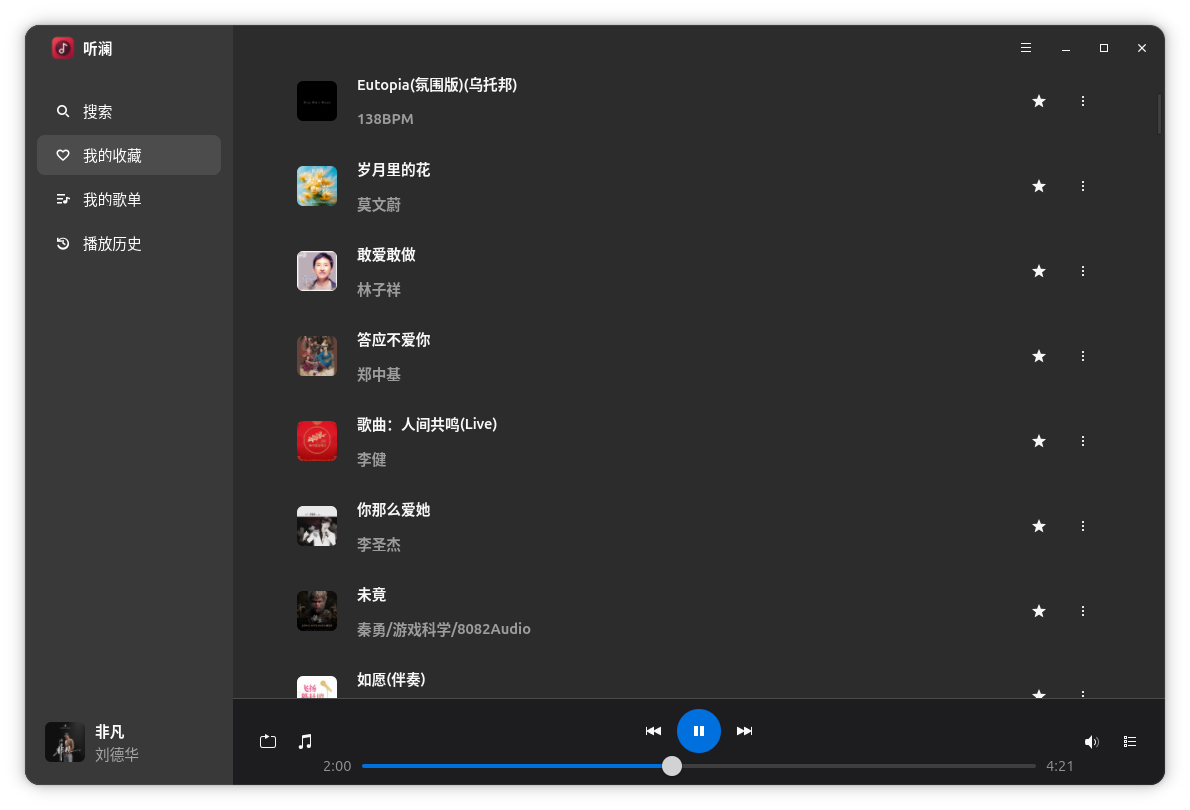 听澜
搜索
我的收藏
我的歌单
播放历史
Eutopia(氛围版)(乌托邦)
138BPM
岁月里的花
莫文蔚
敢爱敢做
林子祥
答应不爱你
郑中基
歌曲：人间共鸣(Live)
李健
你那么爱她
李圣杰
未竟
秦勇/游戏科学/8082Audio
如愿(伴奏)
非凡
刘德华
2:00
4:21